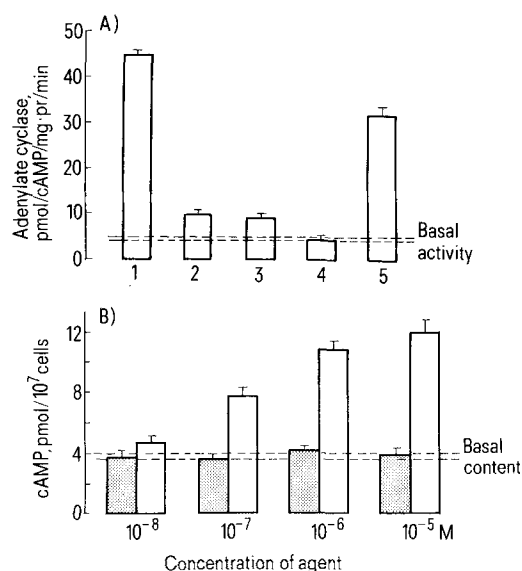 A)
Adenylate cyclase,
pmol/cAMP/mg·pr/min
50
40
30
20
10
0
1 2 3 4 5
Basal
activity
B)
cAMP, pmol/10⁷ cells
12
8
4
0
Basal
content
10⁻⁸ 10⁻⁷ 10⁻⁶ 10⁻⁵ M
Concentration of agent